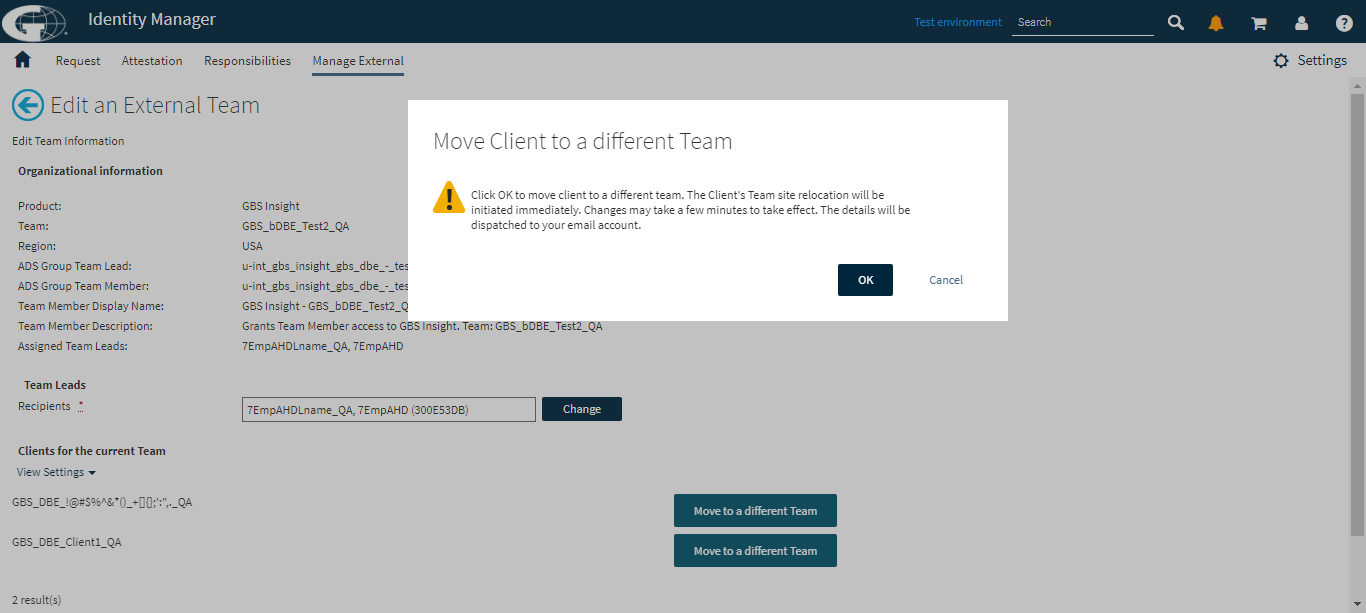 Identity Manager
Test environment
Search
Request
Attestation
Responsibilities
Manage External
Settings
Edit an External Team
Edit Team Information
Organizational information
Product: GBS Insight
Team: GBS_bDBE_Test2_QA
Region: USA
ADS Group Team Lead: u-int_gbs_insight_gbs_dbe_-_tes
ADS Group Team Member: u-int_gbs_insight_gbs_dbe_-_tes
Team Member Display Name: GBS Insight - GBS_bDBE_Test2_Q
Team Member Description: Grants Team Member access to GBS Insight. Team: GBS_bDBE_Test2_QA
Assigned Team Leads: 7EmpAHDLname_QA, 7EmpAHD
Move Client to a different Team
Click OK to move client to a different team. The Client's Team site relocation will be
initiated immediately. Changes may take a few minutes to take effect. The details will be
dispatched to your email account.
OK
Cancel
Team Leads
Recipients * 7EmpAHDLname_QA, 7EmpAHD (300E53DB) Change
Clients for the current Team
View Settings
GBS_DBE_!@#$%^&*()_+[]{};':",._QA Move to a different Team
GBS_DBE_Client1_QA Move to a different Team
2 result(s)